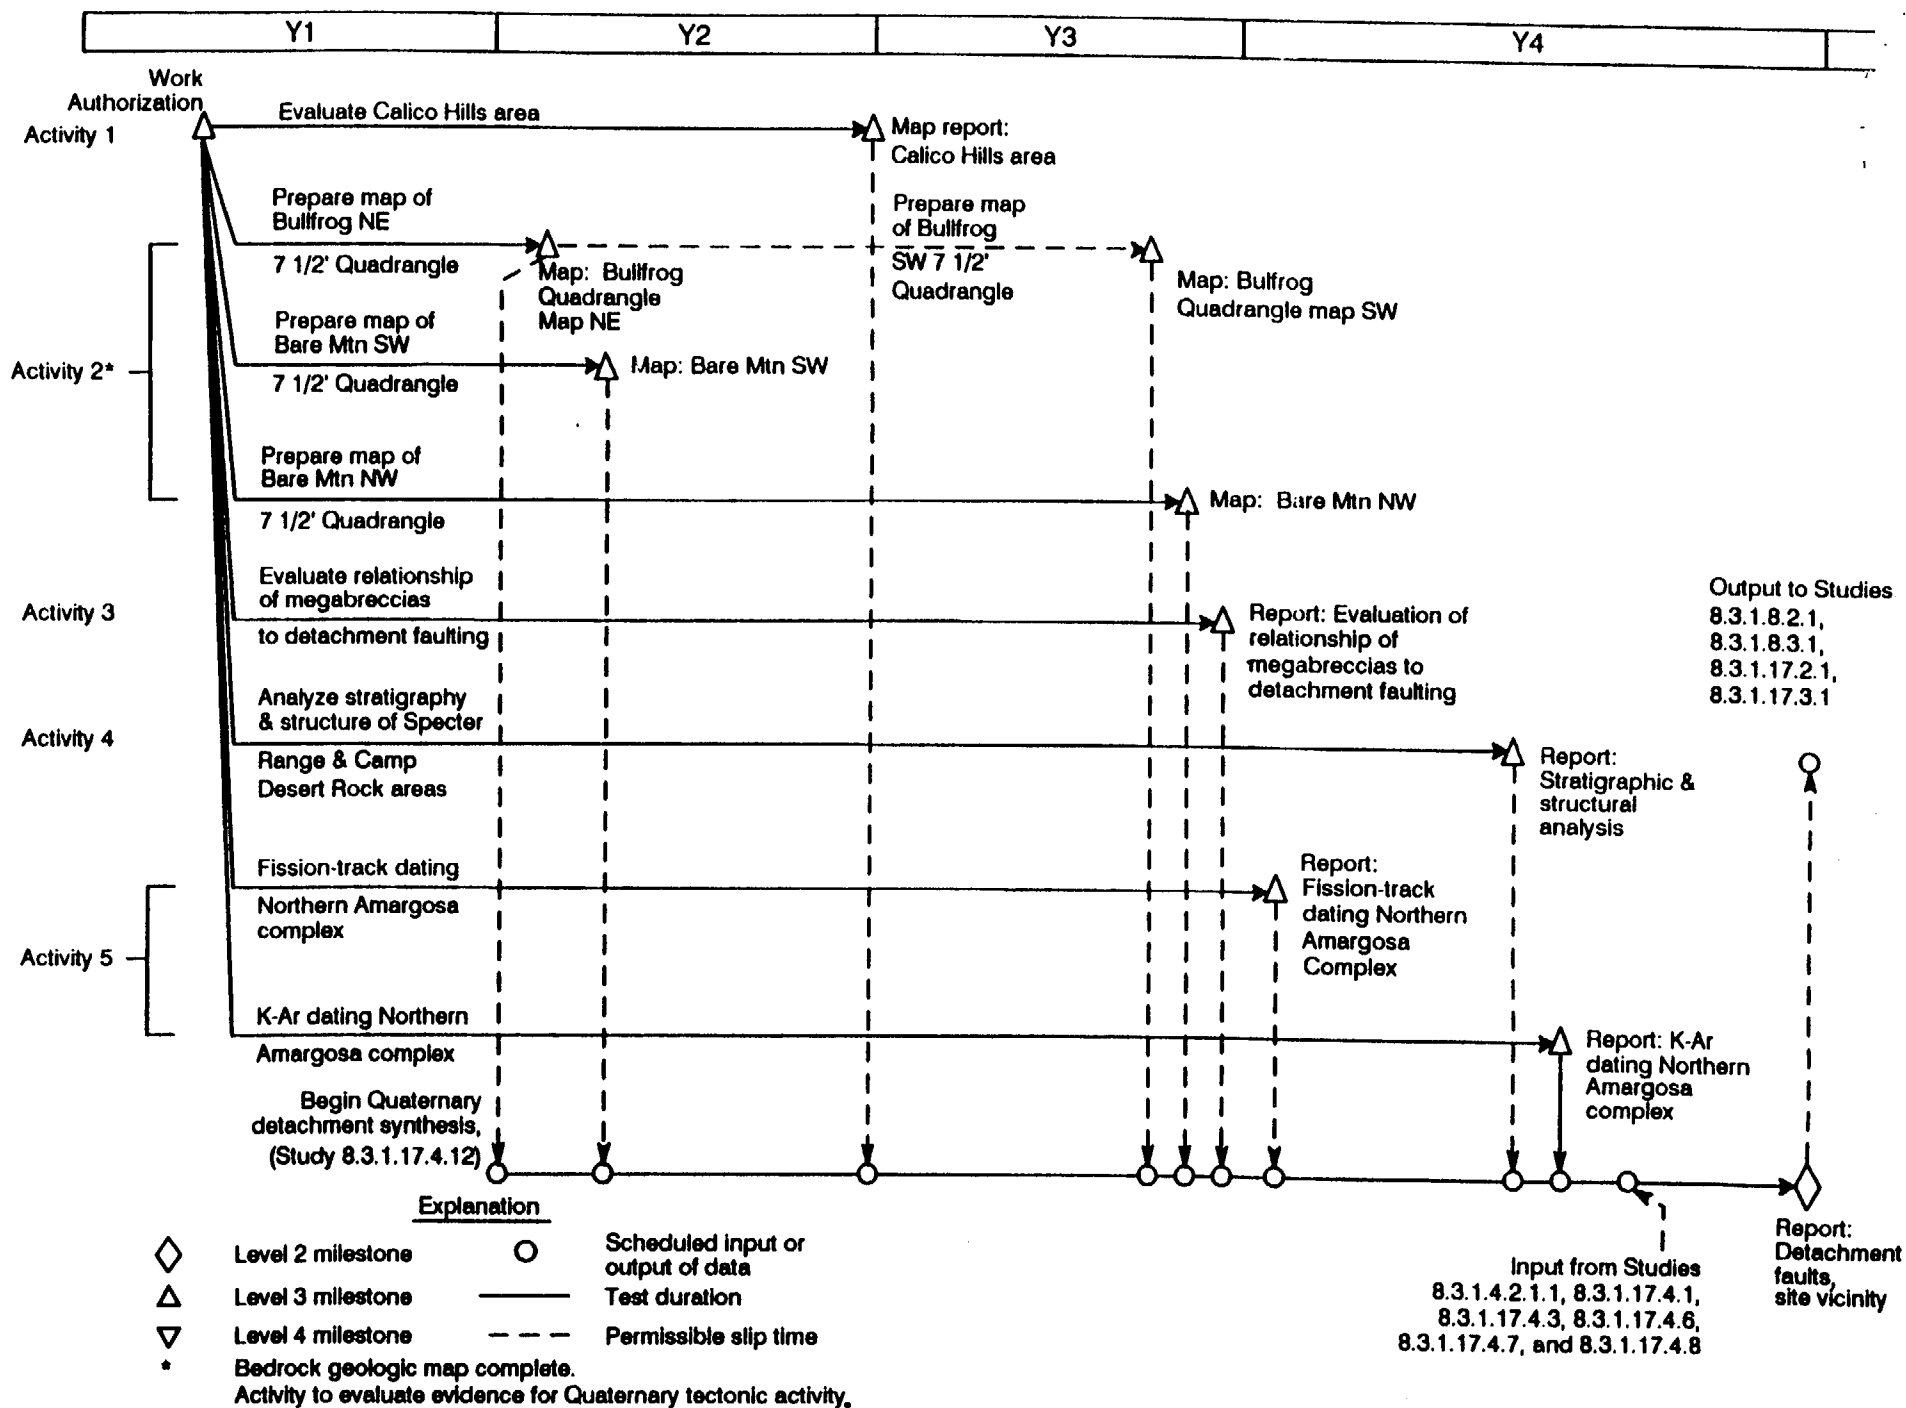 Y1
Y2
Y3
Y4
Work
Authorization
Activity 1
Evaluate Calico Hills area
Map report:
Calico Hills area
Prepare map of
Bullfrog NE
7 1/2' Quadrangle
Map: Bullfrog
Quadrangle
Map NE
Prepare map
of Bullfrog
SW 7 1/2'
Quadrangle
Map: Bulfrog
Quadrangle map SW
Activity 2*
Prepare map of
Bare Mtn SW
7 1/2' Quadrangle
Map: Bare Mtn SW
Prepare map of
Bare Mtn NW
7 1/2' Quadrangle
Map: Bare Mtn NW
Activity 3
Evaluate relationship
of megabreccias
to detachment faulting
Report: Evaluation of
relationship of
megabreccias to
detachment faulting
Output to Studies
8.3.1.8.2.1,
8.3.1.8.3.1,
8.3.1.17.2.1,
8.3.1.17.3.1
Activity 4
Analyze stratigraphy
& structure of Specter
Range & Camp
Desert Rock areas
Report:
Stratigraphic &
structural
analysis
Activity 5
Fission-track dating
Northern Amargosa
complex
Report:
Fission-track
dating Northern
Amargosa
Complex
K-Ar dating Northern
Amargosa complex
Report: K-Ar
dating Northern
Amargosa
complex
Begin Quaternary
detachment synthesis,
(Study 8.3.1.17.4.12)
Report:
Detachment
faults,
site vicinity
Input from Studies
8.3.1.4.2.1.1, 8.3.1.17.4.1,
8.3.1.17.4.3, 8.3.1.17.4.6,
8.3.1.17.4.7, and 8.3.1.17.4.8
Explanation
Level 2 milestone
Level 3 milestone
Level 4 milestone
Scheduled input or
output of data
Test duration
Permissible slip time
* Bedrock geologic map complete.
Activity to evaluate evidence for Quaternary tectonic activity.